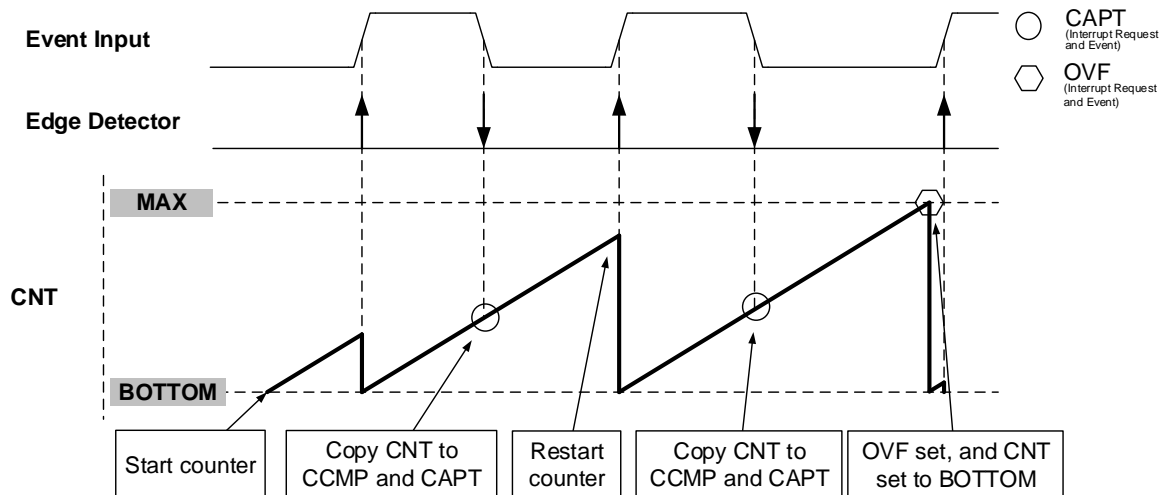 Event Input
CAPT
(Interrupt Request
and Event)
OVF
(Interrupt Request
and Event)
Edge Detector
MAX
CNT
BOTTOM
Start counter
Copy CNT to
CCMP and CAPT
Restart
counter
Copy CNT to
CCMP and CAPT
OVF set, and CNT
set to BOTTOM